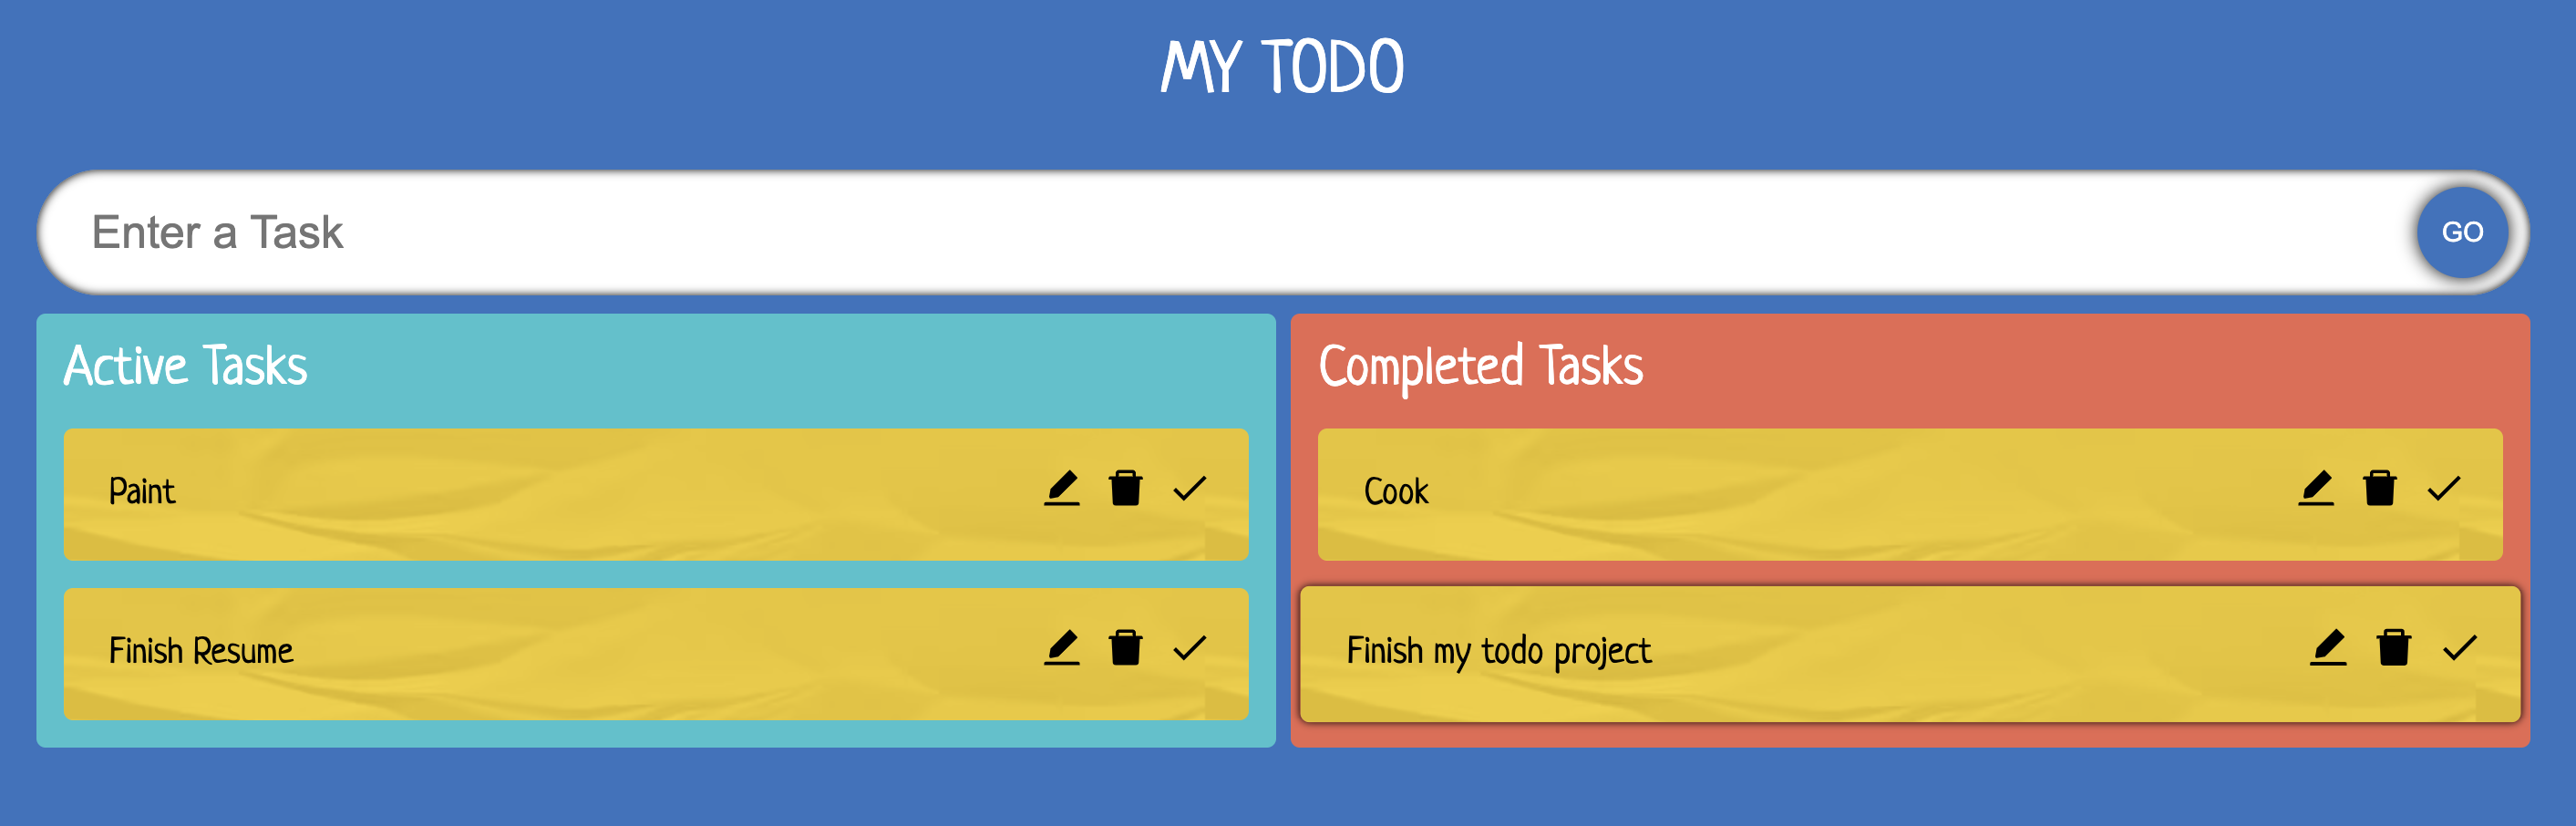 MY TODO
Enter a Task
GO
Active Tasks
Paint
Finish Resume
Completed Tasks
Cook
Finish my todo project